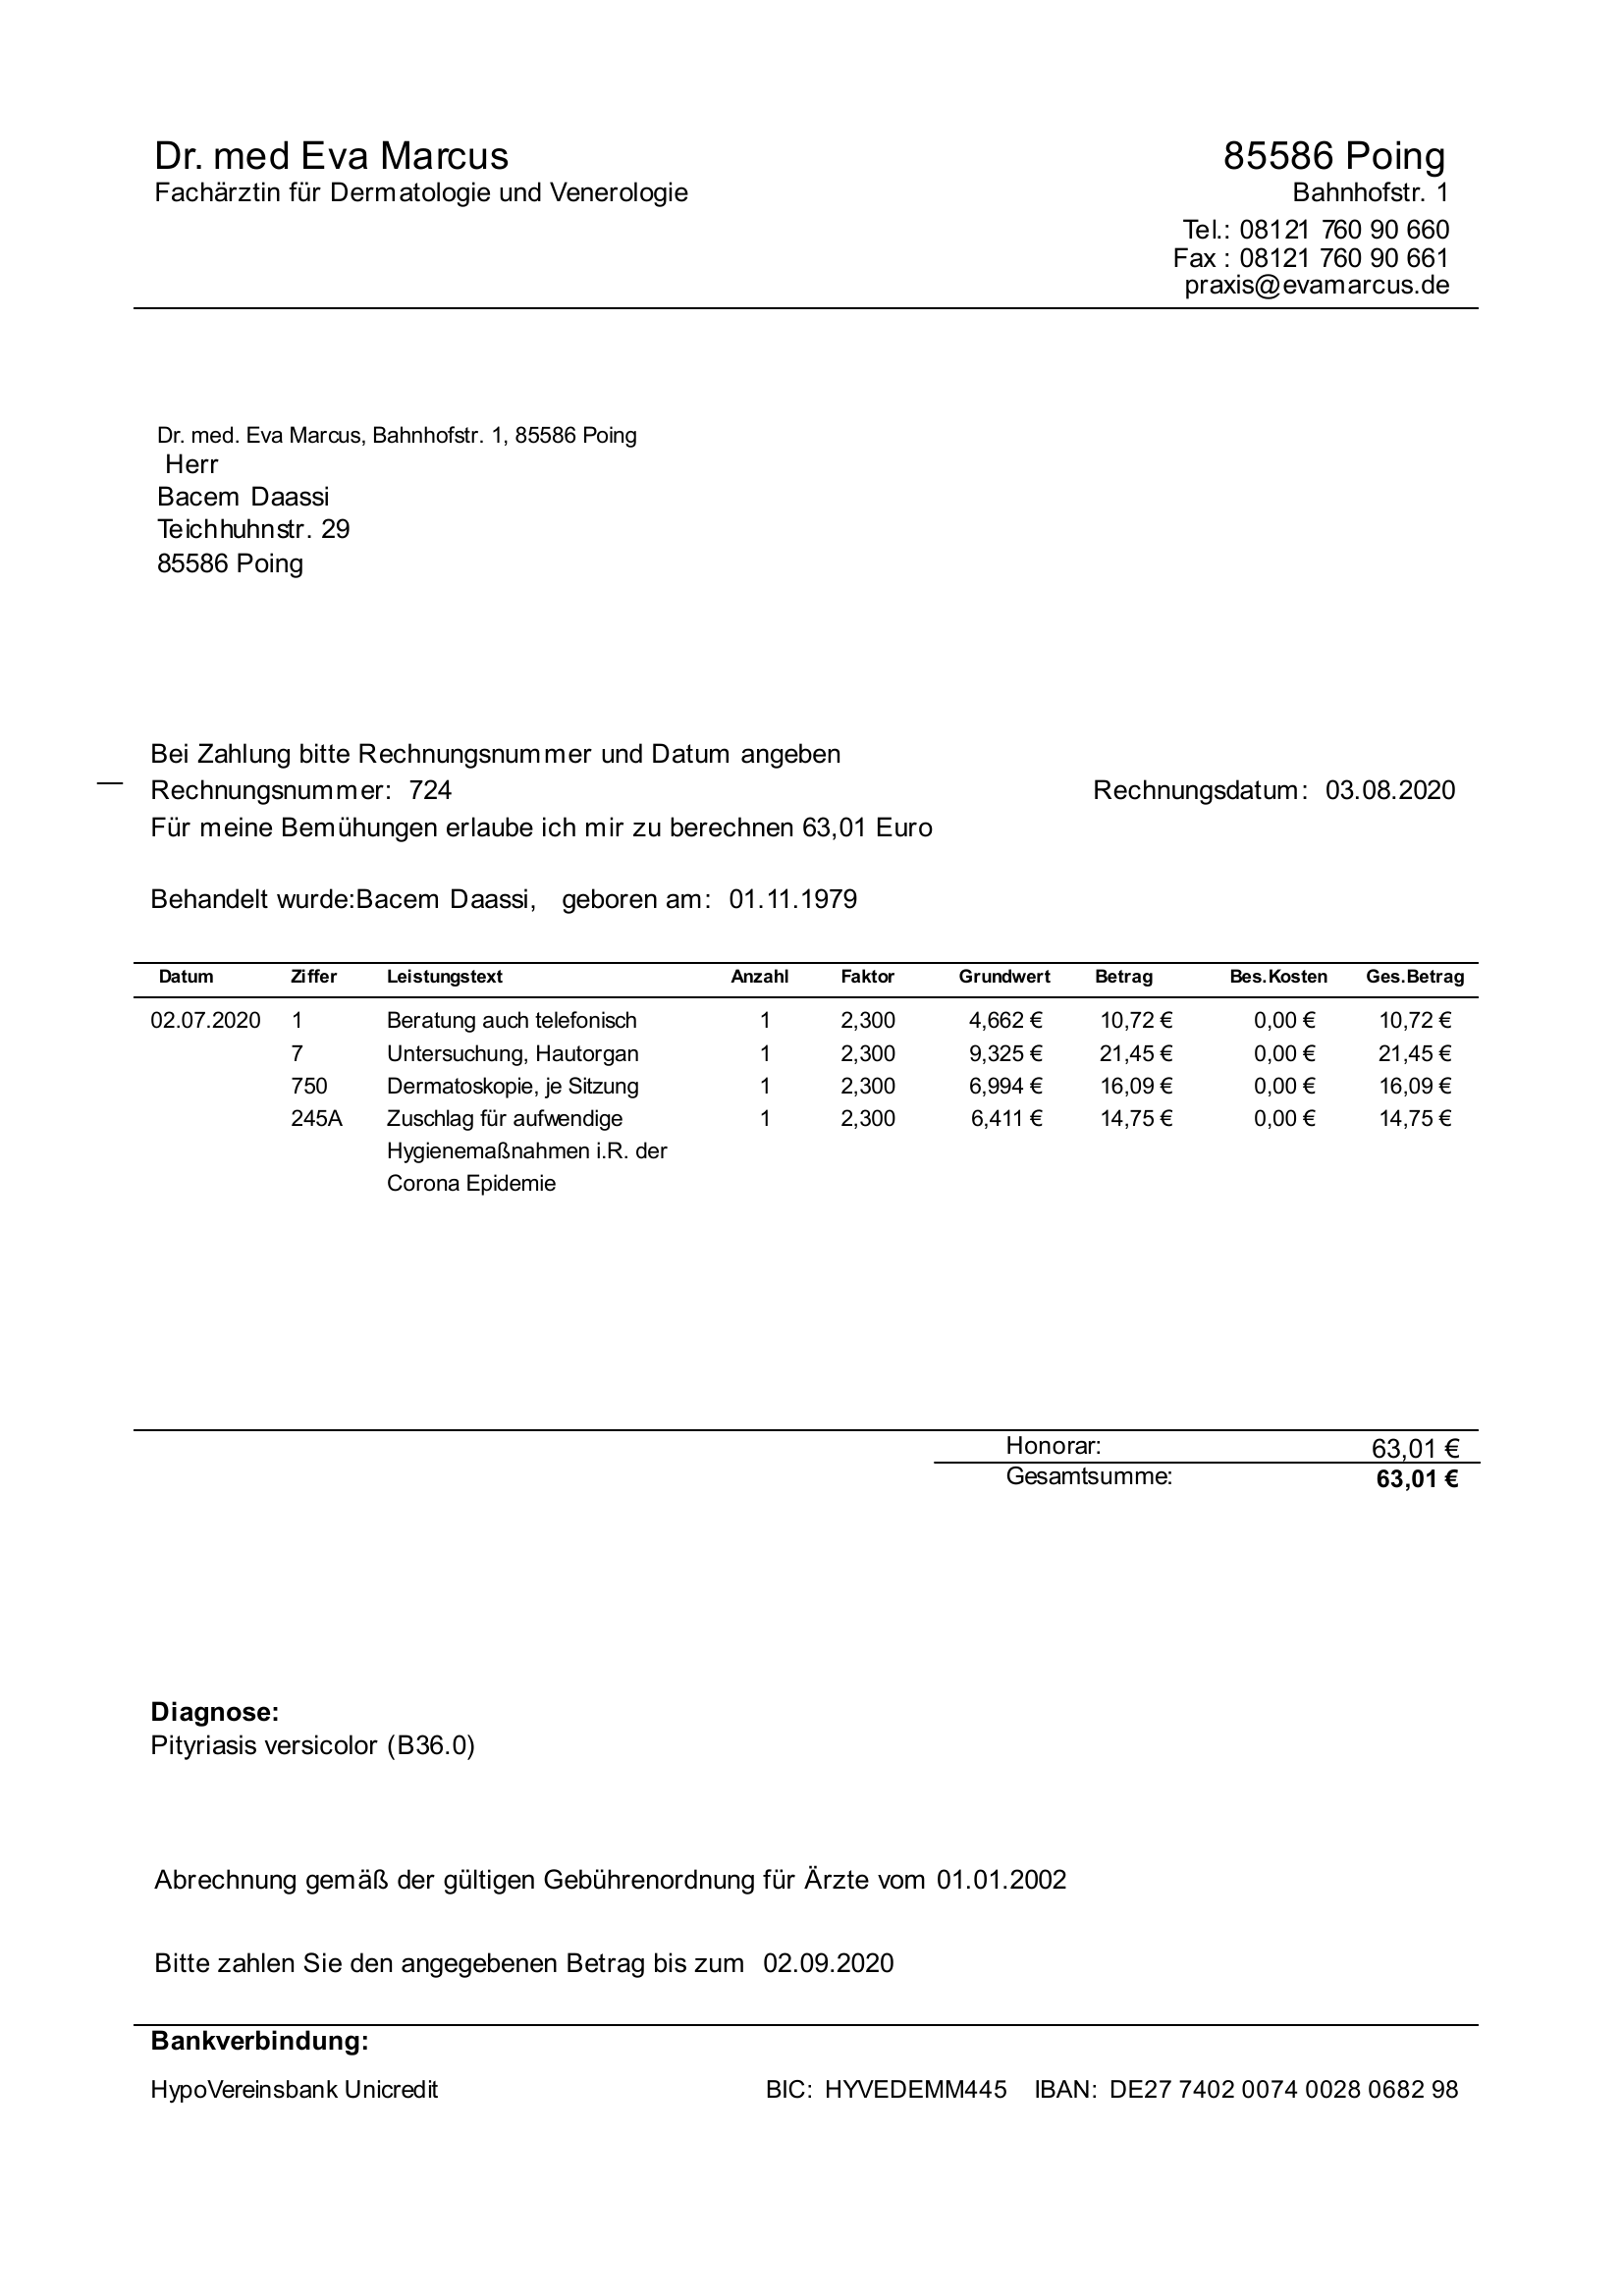 Dr. med Eva Marcus 85586 Poing
Fachärztin für Dermatologie und Venerologie Bahnhofstr. 1
Tel.: 08121 760 90 660
Fax : 08121 760 90 661
praxis@evamarcus.de
Dr. med. Eva Marcus, Bahnhofstr. 1, 85586 Poing
Herr
Bacem Daassi
Teichhuhnstr. 29
85586 Poing
Bei Zahlung bitte Rechnungsnummer und Datum angeben
Rechnungsnummer: 724 Rechnungsdatum: 03.08.2020
Für meine Bemühungen erlaube ich mir zu berechnen 63,01 Euro
Behandelt wurde:Bacem Daassi, geboren am: 01.11.1979
Datum Ziffer Leistungstext Anzahl Faktor Grundwert Betrag Bes.Kosten Ges.Betrag
02.07.2020 1 Beratung auch telefonisch 1 2,300 4,662 € 10,72 € 0,00 € 10,72 €
7 Untersuchung, Hautorgan 1 2,300 9,325 € 21,45 € 0,00 € 21,45 €
750 Dermatoskopie, je Sitzung 1 2,300 6,994 € 16,09 € 0,00 € 16,09 €
245A Zuschlag für aufwendige 1 2,300 6,411 € 14,75 € 0,00 € 14,75 €
Hygienemaßnahmen i.R. der
Corona Epidemie
Honorar: 63,01 €
Gesamtsumme: 63,01 €
Diagnose:
Pityriasis versicolor (B36.0)
Abrechnung gemäß der gültigen Gebührenordnung für Ärzte vom 01.01.2002
Bitte zahlen Sie den angegebenen Betrag bis zum 02.09.2020
Bankverbindung:
HypoVereinsbank Unicredit BIC: HYVEDEMM445 IBAN: DE27 7402 0074 0028 0682 98